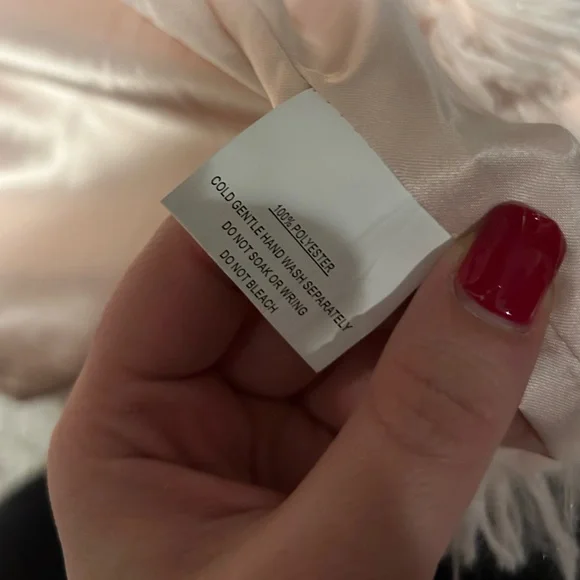 100% POLYESTER
COLD GENTLE HAND WASH SEPARATELY
DO NOT SOAK OR WRING
DO NOT BLEACH